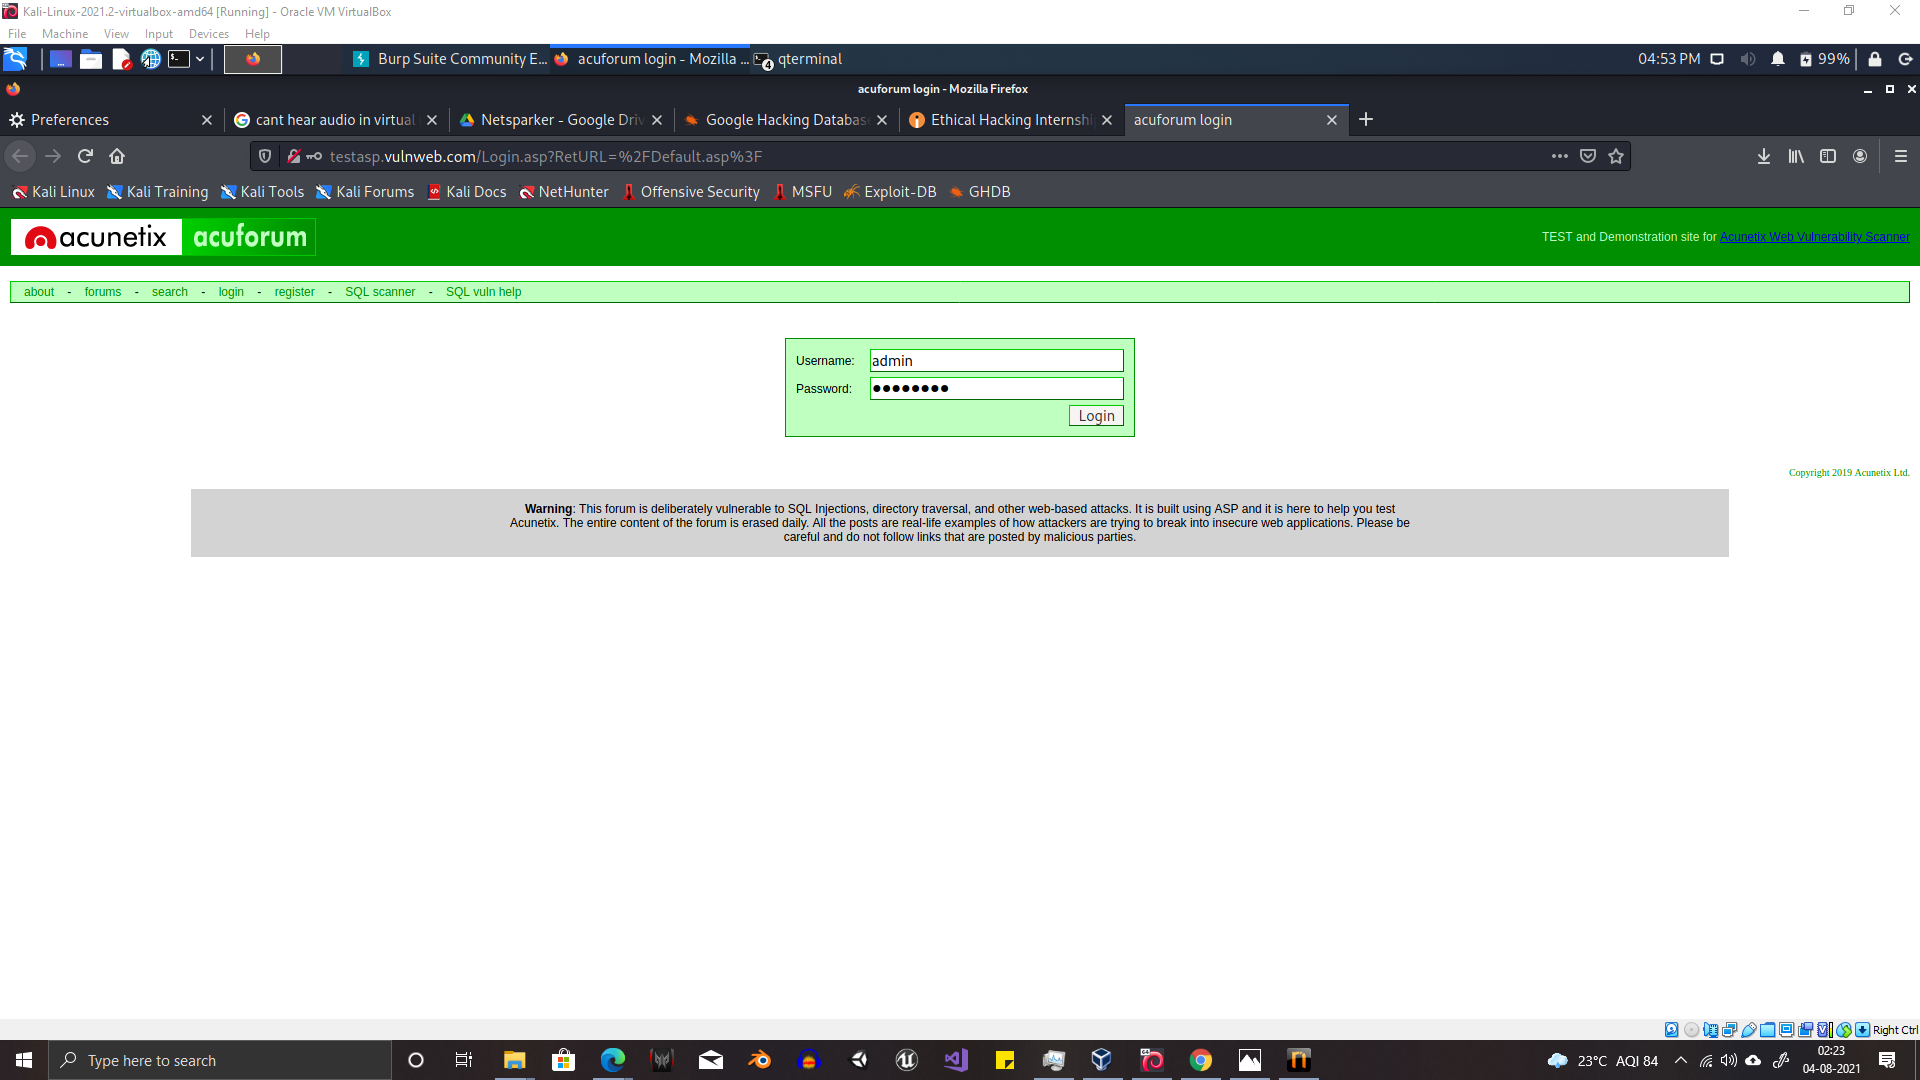 Kali-Linux-2021.2-virtualbox-amd64 [Running] - Oracle VM VirtualBox
File Machine View Input Devices Help
Burp Suite Community E... acuforum login - Mozilla ... 4 qterminal 04:53 PM 99%
acuforum login - Mozilla Firefox
Preferences cant hear audio in virtual Netsparker - Google Driv Google Hacking Databas Ethical Hacking Internshi acuforum login
testasp.vulnweb.com/Login.asp?RetURL=%2FDefault.asp%3F
Kali Linux Kali Training Kali Tools Kali Forums Kali Docs NetHunter Offensive Security MSFU Exploit-DB GHDB
acunetix acuforum TEST and Demonstration site for Acunetix Web Vulnerability Scanner
about - forums - search - login - register - SQL scanner - SQL vuln help
Username: admin
Password: ●●●●●●●●
Login
Copyright 2019 Acunetix Ltd.
Warning: This forum is deliberately vulnerable to SQL Injections, directory traversal, and other web-based attacks. It is built using ASP and it is here to help you test
Acunetix. The entire content of the forum is erased daily. All the posts are real-life examples of how attackers are trying to break into insecure web applications. Please be
careful and do not follow links that are posted by malicious parties.
Right Ctrl
Type here to search 23°C AQI 84 02:23
04-08-2021